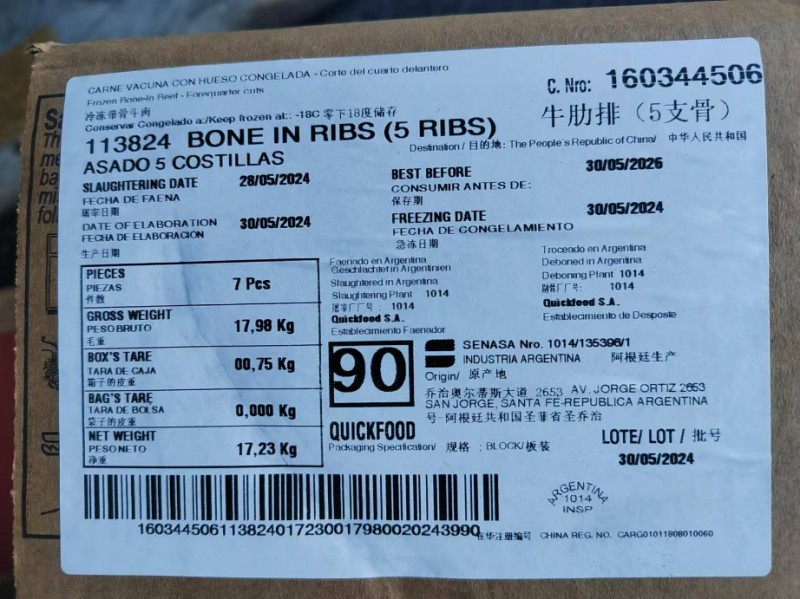 CARNE VACUNA CON HUESO CONGELADA - Corte del cuarto delantero
Frozen Bone-In Beef - Forequarter cuts
冷冻带骨牛肉
Conservar Congelado a:/Keep frozen at:: -18C 零下18度储存
C. Nro: 160344506
113824 BONE IN RIBS (5 RIBS)
牛肋排（5支骨）
ASADO 5 COSTILLAS
Destination / 目的地: The People's Republic of China/ 中华人民共和国
SLAUGHTERING DATE 28/05/2024
FECHA DE FAENA
屠宰日期
DATE OF ELABORATION 30/05/2024
FECHA DE ELABORACIÓN
生产日期
BEST BEFORE 30/05/2026
CONSUMIR ANTES DE:
保存期
FREEZING DATE 30/05/2024
FECHA DE CONGELAMIENTO
急冻日期
PIECES
PIEZAS 7 Pcs
件数
GROSS WEIGHT
PESO BRUTO 17,98 Kg
毛重
BOX'S TARE
TARA DE CAJA 00,75 Kg
箱子的皮重
BAG'S TARE
TARA DE BOLSA 0,000 Kg
袋子的皮重
NET WEIGHT
PESO NETO 17,23 Kg
净重
Faenado en Argentina
Geschlachtet in Argentinien
Slaughtered in Argentina
Slaughtering Plant 1014
屠宰厂厂号: 1014
Quickfood S.A.
Establecimiento Faenador
Troceado en Argentina
Deboned in Argentina
Deboning Plant 1014
厂号: 1014
Quickfood S.A.
Establecimiento de Desposte
90
SENASA Nro. 1014/135396/1
INDUSTRIA ARGENTINA 阿根廷生产
Origin/ 原产地
乔治奥尔蒂斯大道 2653 AV. JORGE ORTIZ 2653
SAN JORGE, SANTA FE-REPUBLICA ARGENTINA
号-阿根廷共和国圣菲省圣乔治
QUICKFOOD
Packaging Specification/ 规格 : BLOCK/板装
LOTE/ LOT / 批号
30/05/2024
ARGENTINA
1014
INSP
160344506113824017230017980020243990
在华注册编号 CHINA REG. NO. CARG01011808010060